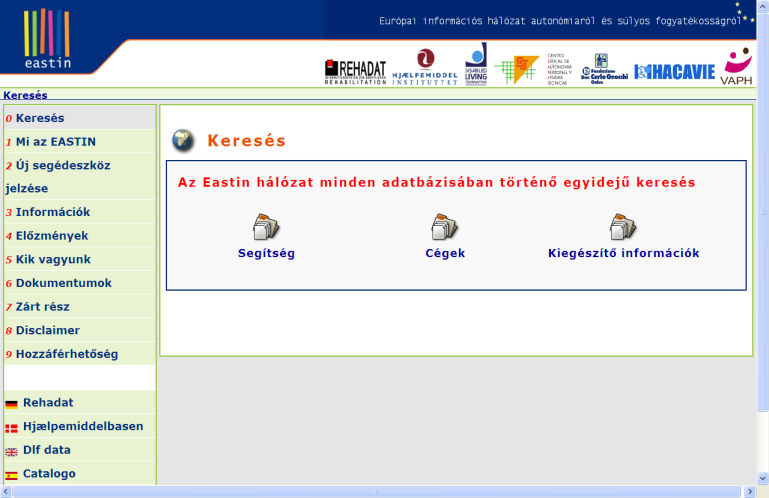 Európai információs hálózat autonómiaról és súlyos fogyatékosságról
eastin
REHADAT
REHABILITATION
HJÆLPEMIDDEL
INSTITUTTET
DISABLED
LIVING
FOUNDATION
CENTRO
ESTATAL DE
AUTONOMÍA
PERSONAL Y
AYUDAS
TÉCNICAS
Fondazione
Don Carlo Gnocchi
Onlus
HACAVIE
VAPH
Keresés
0 Keresés
1 Mi az EASTIN
2 Új segédeszköz
jelzése
3 Információk
4 Előzmények
5 Kik vagyunk
6 Dokumentumok
7 Zárt rész
8 Disclaimer
9 Hozzáférhetőség
Rehadat
Hjælpemiddelbasen
Dlf data
Catalogo
Keresés
Az Eastin hálózat minden adatbázisában történő egyidejű keresés
Segítség
Cégek
Kiegészítő információk